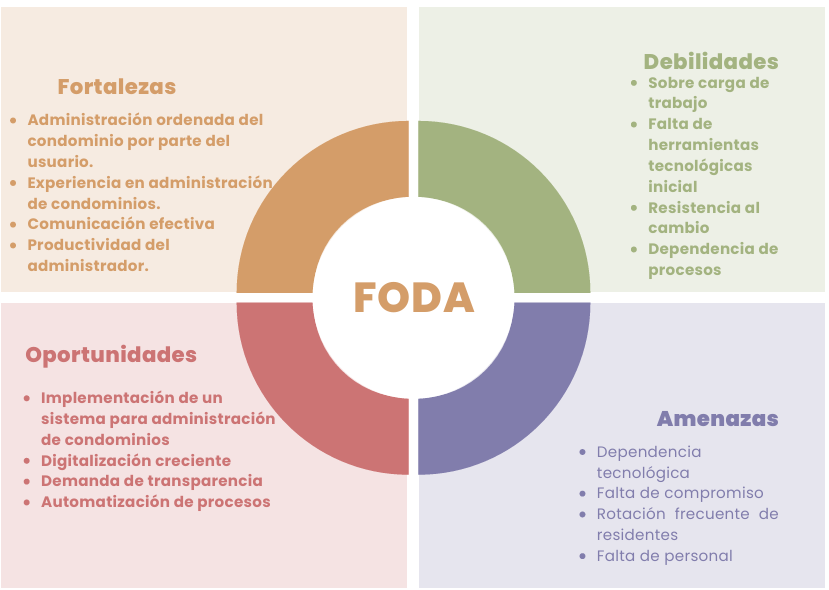 Fortalezas
• Administración ordenada del
condominio por parte del
usuario.
• Experiencia en administración
de condominios.
• Comunicación efectiva
• Productividad del
administrador.
Debilidades
• Sobre carga de
trabajo
• Falta de
herramientas
tecnológicas
inicial
• Resistencia al
cambio
• Dependencia de
procesos
FODA
Oportunidades
• Implementación de un
sistema para administración
de condominios
• Digitalización creciente
• Demanda de transparencia
• Automatización de procesos
Amenazas
• Dependencia
tecnológica
• Falta de compromiso
• Rotación frecuente de
residentes
• Falta de personal